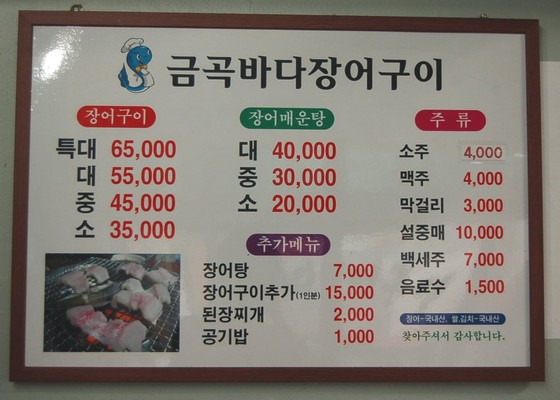 금곡바다장어구이
장어구이
특대 65,000
대 55,000
중 45,000
소 35,000
장어매운탕
대 40,000
중 30,000
소 20,000
주 류
소주 4,000
맥주 4,000
막걸리 3,000
설중매 10,000
백세주 7,000
음료수 1,500
추가메뉴
장어탕 7,000
장어구이추가(1인분) 15,000
된장찌개 2,000
공기밥 1,000
장어-국내산, 쌀,김치-국내산
찾아주셔서 감사합니다.